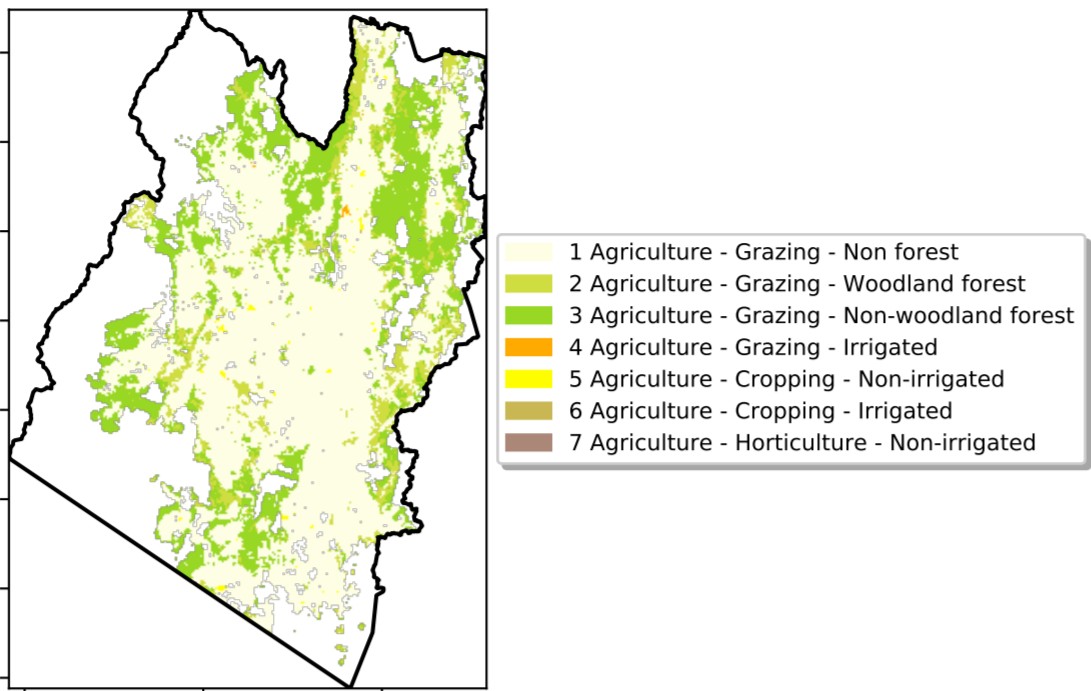 1 Agriculture - Grazing - Non forest
2 Agriculture - Grazing - Woodland forest
3 Agriculture - Grazing - Non-woodland forest
4 Agriculture - Grazing - Irrigated
5 Agriculture - Cropping - Non-irrigated
6 Agriculture - Cropping - Irrigated
7 Agriculture - Horticulture - Non-irrigated